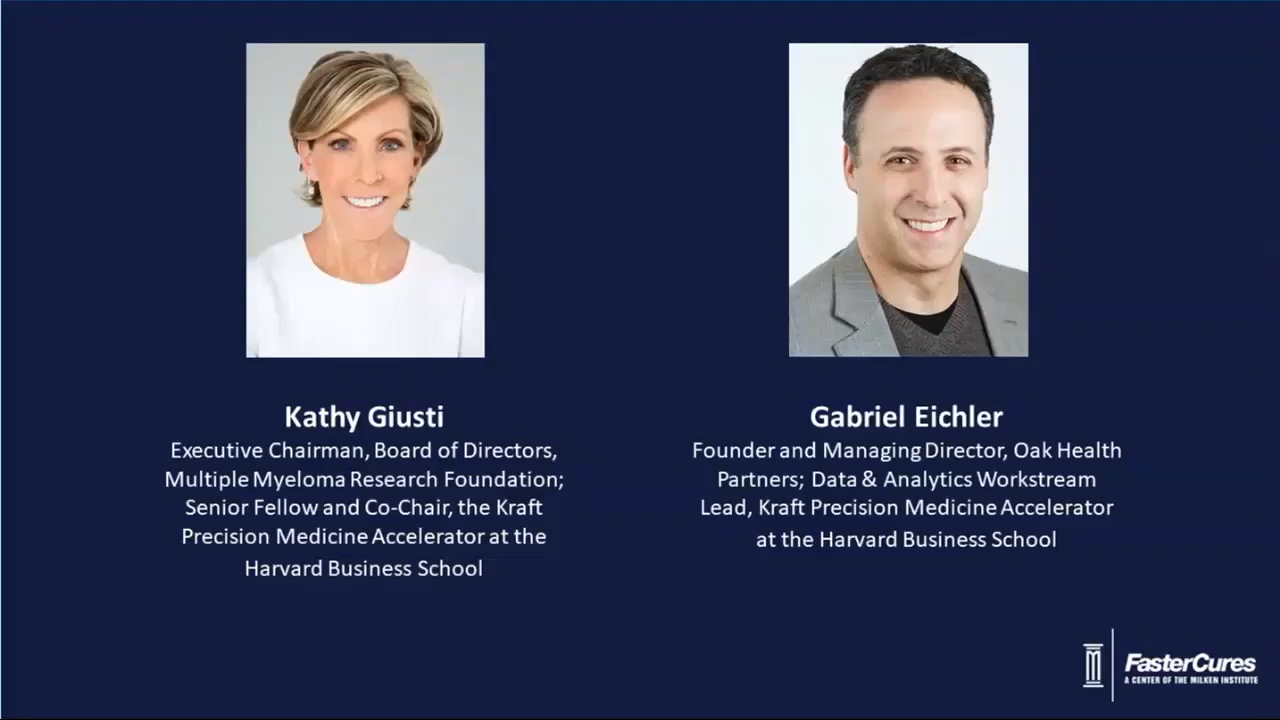 Kathy Giusti
Executive Chairman, Board of Directors,
Multiple Myeloma Research Foundation;
Senior Fellow and Co-Chair, the Kraft
Precision Medicine Accelerator at the
Harvard Business School
Gabriel Eichler
Founder and Managing Director, Oak Health
Partners; Data & Analytics Workstream
Lead, Kraft Precision Medicine Accelerator
at the Harvard Business School
FasterCures
A CENTER OF THE MILKEN INSTITUTE